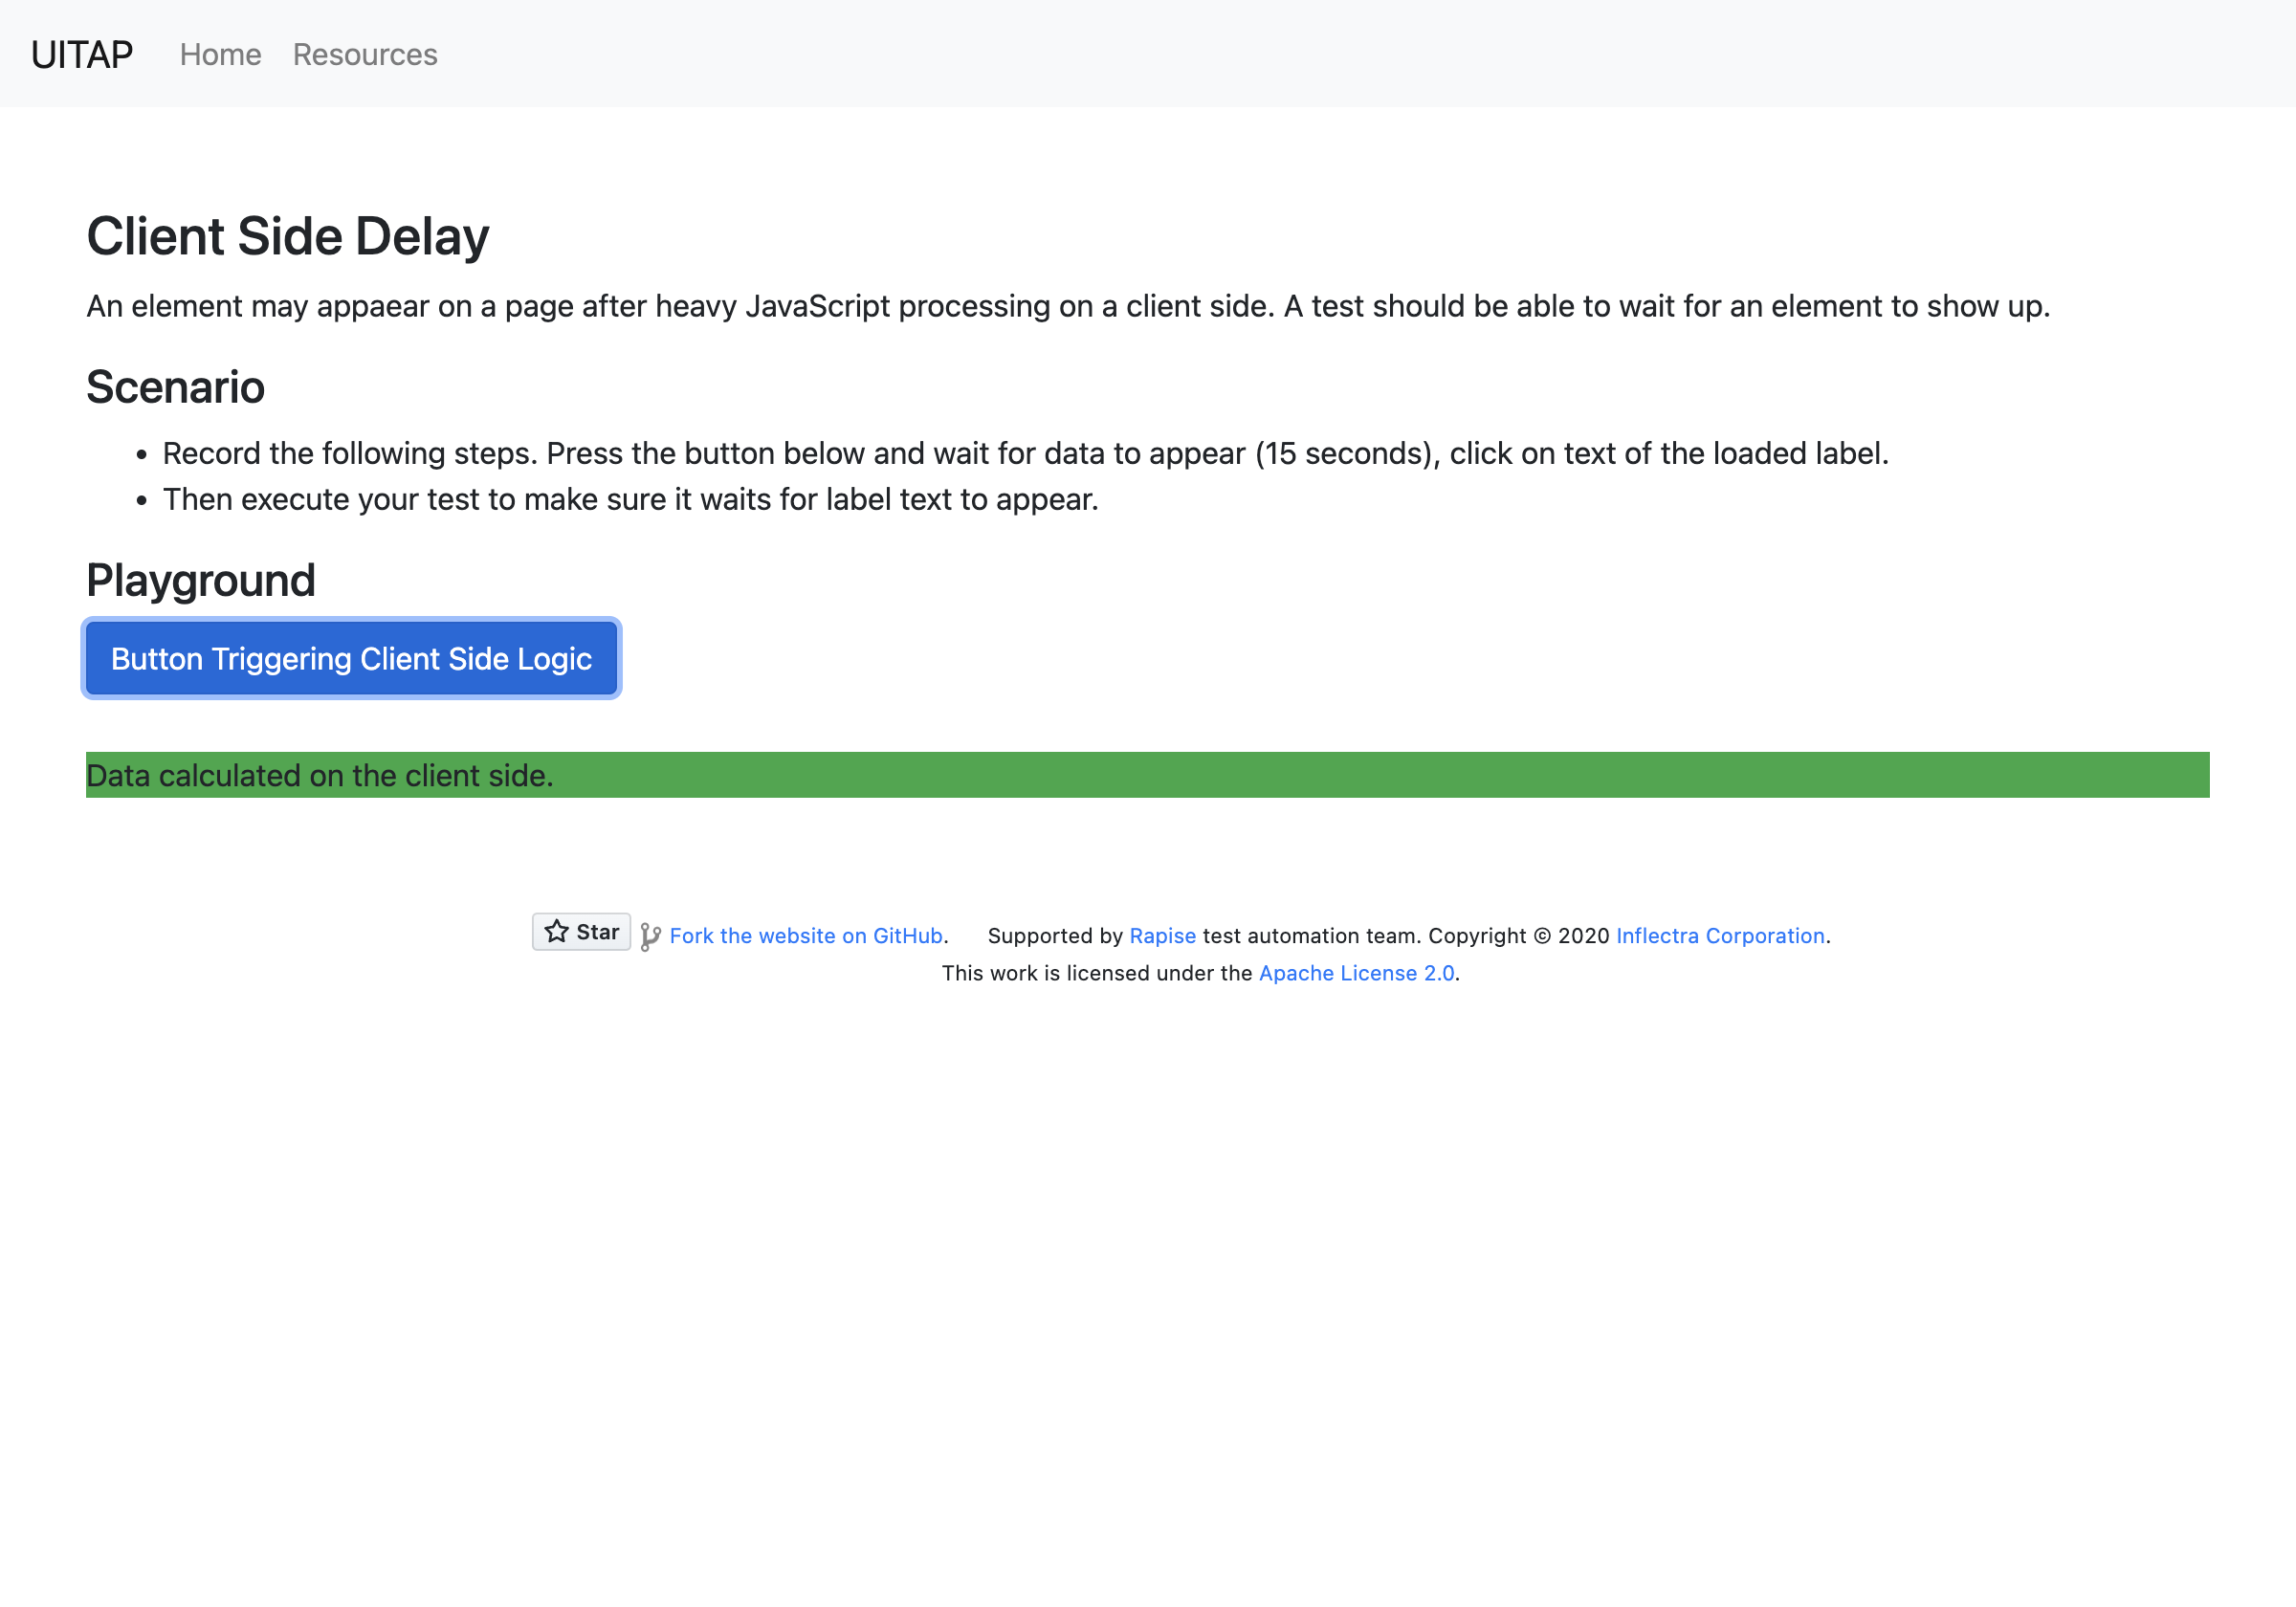 UITAP Home Resources
Client Side Delay
An element may appaear on a page after heavy JavaScript processing on a client side. A test should be able to wait for an element to show up.
Scenario
• Record the following steps. Press the button below and wait for data to appear (15 seconds), click on text of the loaded label.
• Then execute your test to make sure it waits for label text to appear.
Playground
Button Triggering Client Side Logic
Data calculated on the client side.
Star Fork the website on GitHub. Supported by Rapise test automation team. Copyright © 2020 Inflectra Corporation.
This work is licensed under the Apache License 2.0.